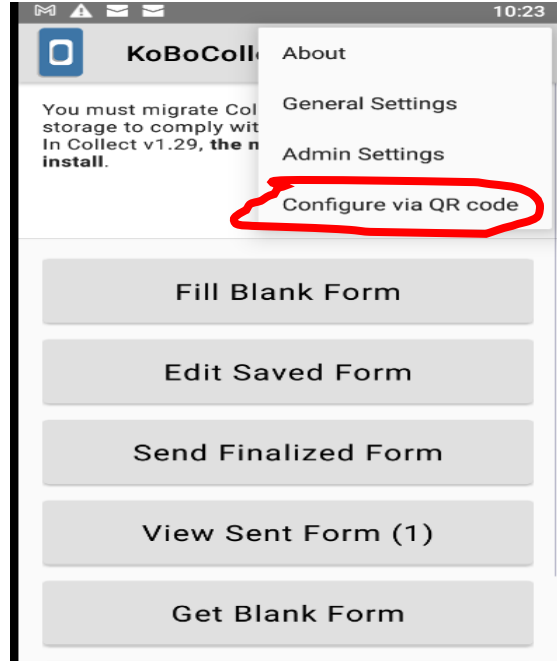 10:23
KoBoColl
About
General Settings
Admin Settings
Configure via QR code
You must migrate Col
storage to comply wit
In Collect v1.29, the n
install.
Fill Blank Form
Edit Saved Form
Send Finalized Form
View Sent Form (1)
Get Blank Form